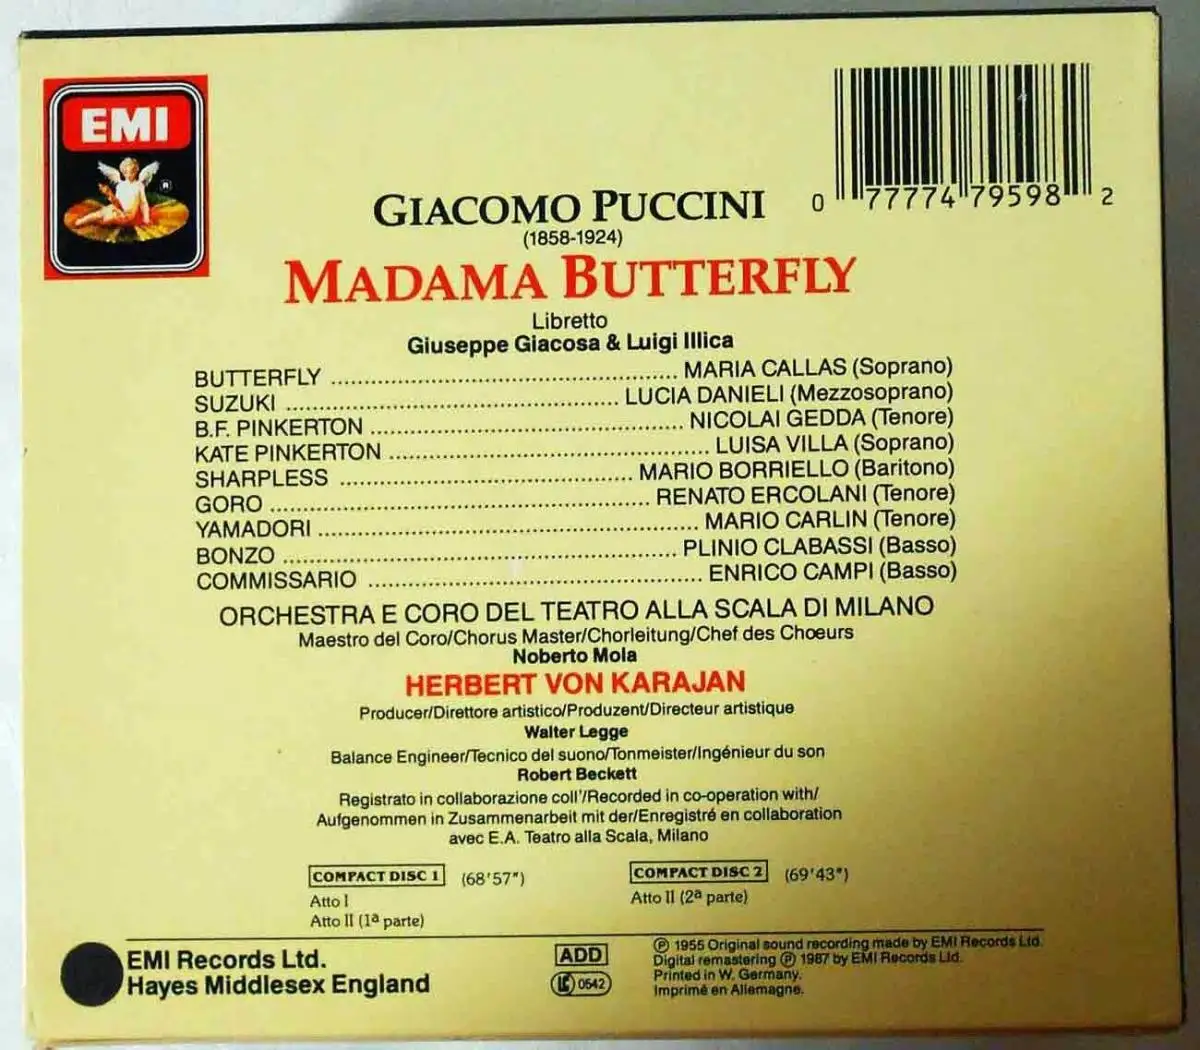 EMI
®
0 77774 79598 2
GIACOMO PUCCINI
(1858-1924)
MADAMA BUTTERFLY
Libretto
Giuseppe Giacosa & Luigi Illica
BUTTERFLY ........ MARIA CALLAS (Soprano)
SUZUKI ........ LUCIA DANIELI (Mezzosoprano)
B.F. PINKERTON ........ NICOLAI GEDDA (Tenore)
KATE PINKERTON ........ LUISA VILLA (Soprano)
SHARPLESS ........ MARIO BORRIELLO (Baritono)
GORO ........ RENATO ERCOLANI (Tenore)
YAMADORI ........ MARIO CARLIN (Tenore)
BONZO ........ PLINIO CLABASSI (Basso)
COMMISSARIO ........ ENRICO CAMPI (Basso)
ORCHESTRA E CORO DEL TEATRO ALLA SCALA DI MILANO
Maestro del Coro/Chorus Master/Chorleitung/Chef des Chœurs
Noberto Mola
HERBERT VON KARAJAN
Producer/Direttore artistico/Produzent/Directeur artistique
Walter Legge
Balance Engineer/Tecnico del suono/Tonmeister/Ingénieur du son
Robert Beckett
Registrato in collaborazione coll'/Recorded in co-operation with/
Aufgenommen in Zusammenarbeit mit der/Enregistré en collaboration
avec E.A. Teatro alla Scala, Milano
COMPACT DISC 1 (68'57")
Atto I
Atto II (1ª parte)
COMPACT DISC 2 (69'43")
Atto II (2ª parte)
EMI Records Ltd.
Hayes Middlesex England
ADD
LC 0542
℗ 1955 Original sound recording made by EMI Records Ltd.
Digital remastering ℗ 1987 by EMI Records Ltd.
Printed in W. Germany.
Imprimé en Allemagne.